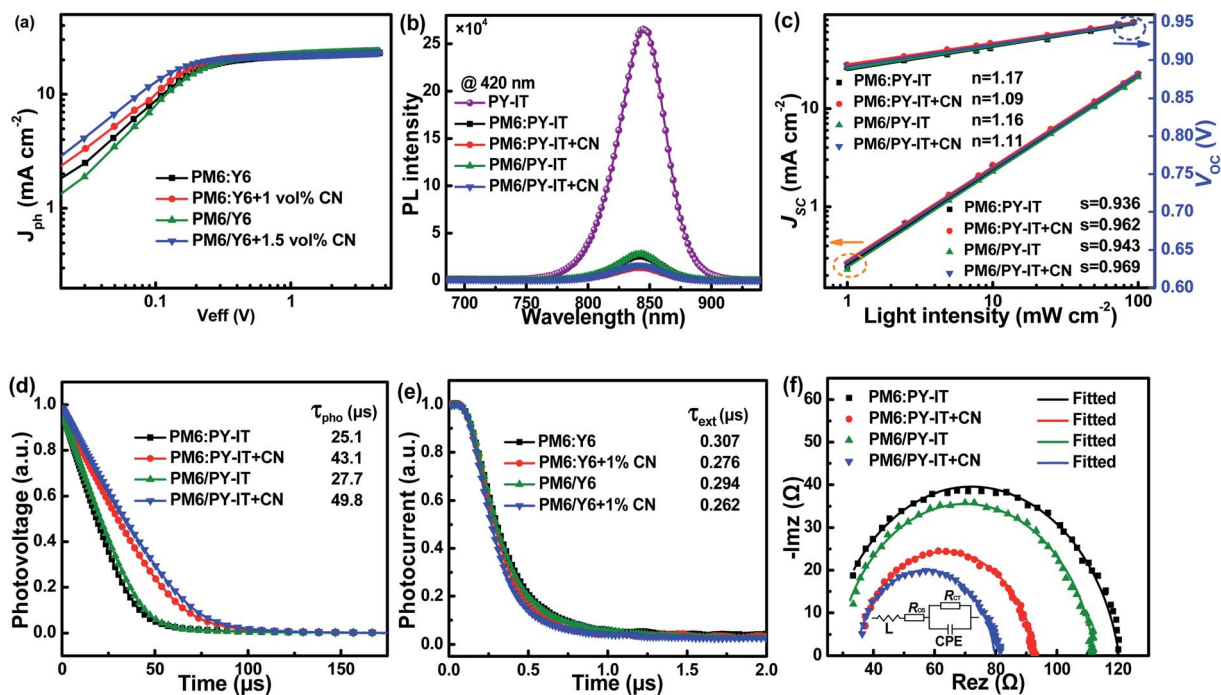 (a)
10
1
0.1
1
J_ph (mA cm⁻²)
Veff (V)
PM6:Y6
PM6:Y6+1 vol% CN
PM6/Y6
PM6/Y6+1.5 vol% CN
(b)
×10⁴
25
20
15
10
5
0
700
750
800
850
900
PL intensity
Wavelength (nm)
@ 420 nm
PY-IT
PM6:PY-IT
PM6:PY-IT+CN
PM6/PY-IT
PM6/PY-IT+CN
(c)
10
1
J_SC (mA cm⁻²)
0.95
0.90
0.85
0.80
0.75
0.70
0.65
0.60
V_OC (V)
1
10
100
Light intensity (mW cm⁻²)
PM6:PY-IT n=1.17
PM6:PY-IT+CN n=1.09
PM6/PY-IT n=1.16
PM6/PY-IT+CN n=1.11
PM6:PY-IT s=0.936
PM6:PY-IT+CN s=0.962
PM6/PY-IT s=0.943
PM6/PY-IT+CN s=0.969
(d)
1.0
0.8
0.6
0.4
0.2
0.0
0
50
100
150
Photovoltage (a.u.)
Time (µs)
τ_pho (µs)
PM6:PY-IT 25.1
PM6:PY-IT+CN 43.1
PM6/PY-IT 27.7
PM6/PY-IT+CN 49.8
(e)
1.0
0.8
0.6
0.4
0.2
0.0
0.0
0.5
1.0
1.5
2.0
Photocurrent (a.u.)
Time (µs)
τ_ext (µs)
PM6:Y6 0.307
PM6:Y6+1% CN 0.276
PM6/Y6 0.294
PM6/Y6+1% CN 0.262
(f)
60
50
40
30
20
10
0
40
60
80
100
120
-Imz (Ω)
Rez (Ω)
PM6:PY-IT Fitted
PM6:PY-IT+CN Fitted
PM6/PY-IT Fitted
PM6/PY-IT+CN Fitted
R_OS
R_CT
L
CPE